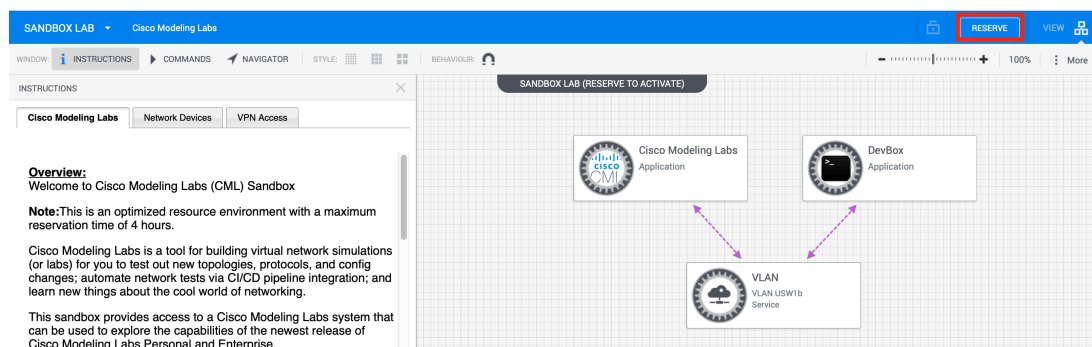 SANDBOX LAB Cisco Modeling Labs RESERVE VIEW
WINDOW: INSTRUCTIONS COMMANDS NAVIGATOR STYLE: BEHAVIOUR: 100% More
INSTRUCTIONS
SANDBOX LAB (RESERVE TO ACTIVATE)
Cisco Modeling Labs Network Devices VPN Access
Overview:
Welcome to Cisco Modeling Labs (CML) Sandbox
Note:This is an optimized resource environment with a maximum
reservation time of 4 hours.
Cisco Modeling Labs is a tool for building virtual network simulations
(or labs) for you to test out new topologies, protocols, and config
changes; automate network tests via CI/CD pipeline integration; and
learn new things about the cool world of networking.
This sandbox provides access to a Cisco Modeling Labs system that
can be used to explore the capabilities of the newest release of
Cisco Modeling Labs Personal and Enterprise.
CISCO
CML
Cisco Modeling Labs
Application
>_
DevBox
Application
VLAN
VLAN USW1b
Service